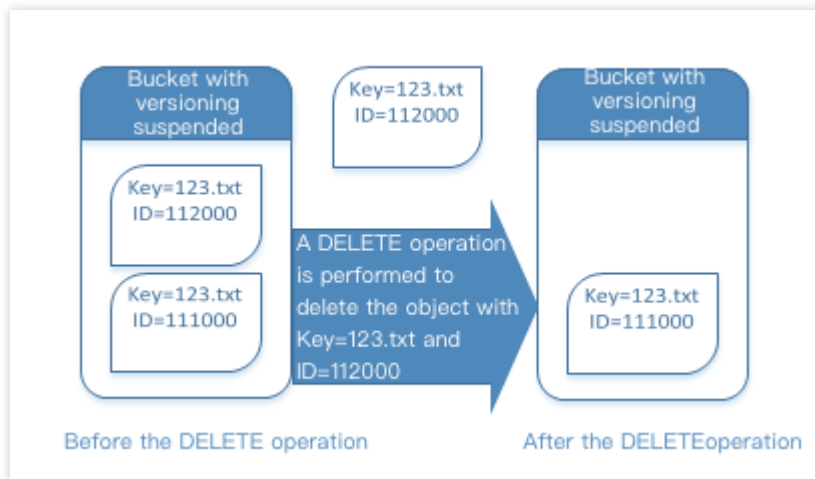 Bucket with
versioning
suspended
Key=123.txt
ID=112000
Key=123.txt
ID=111000
Key=123.txt
ID=112000
A DELETE operation
is performed to
delete the object with
Key=123.txt and
ID=112000
Bucket with
versioning
suspended
Key=123.txt
ID=111000
Before the DELETE operation
After the DELETEoperation